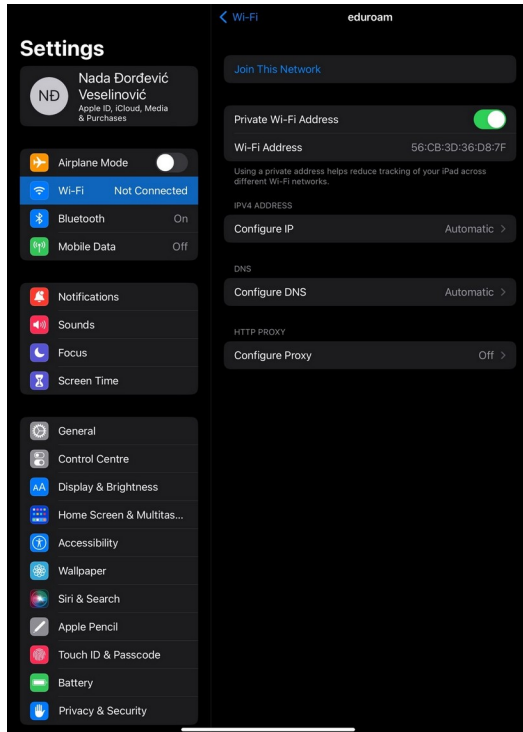 Settings
NĐ
Nada Đorđević
Veselinović
Apple ID, iCloud, Media
& Purchases
Airplane Mode
Wi-Fi Not Connected
Bluetooth On
Mobile Data Off
Notifications
Sounds
Focus
Screen Time
General
Control Centre
AA Display & Brightness
Home Screen & Multitas...
Accessibility
Wallpaper
Siri & Search
Apple Pencil
Touch ID & Passcode
Battery
Privacy & Security
Wi-Fi eduroam
Join This Network
Private Wi-Fi Address
Wi-Fi Address 56:CB:3D:36:D8:7F
Using a private address helps reduce tracking of your iPad across
different Wi-Fi networks.
IPV4 ADDRESS
Configure IP Automatic
DNS
Configure DNS Automatic
HTTP PROXY
Configure Proxy Off